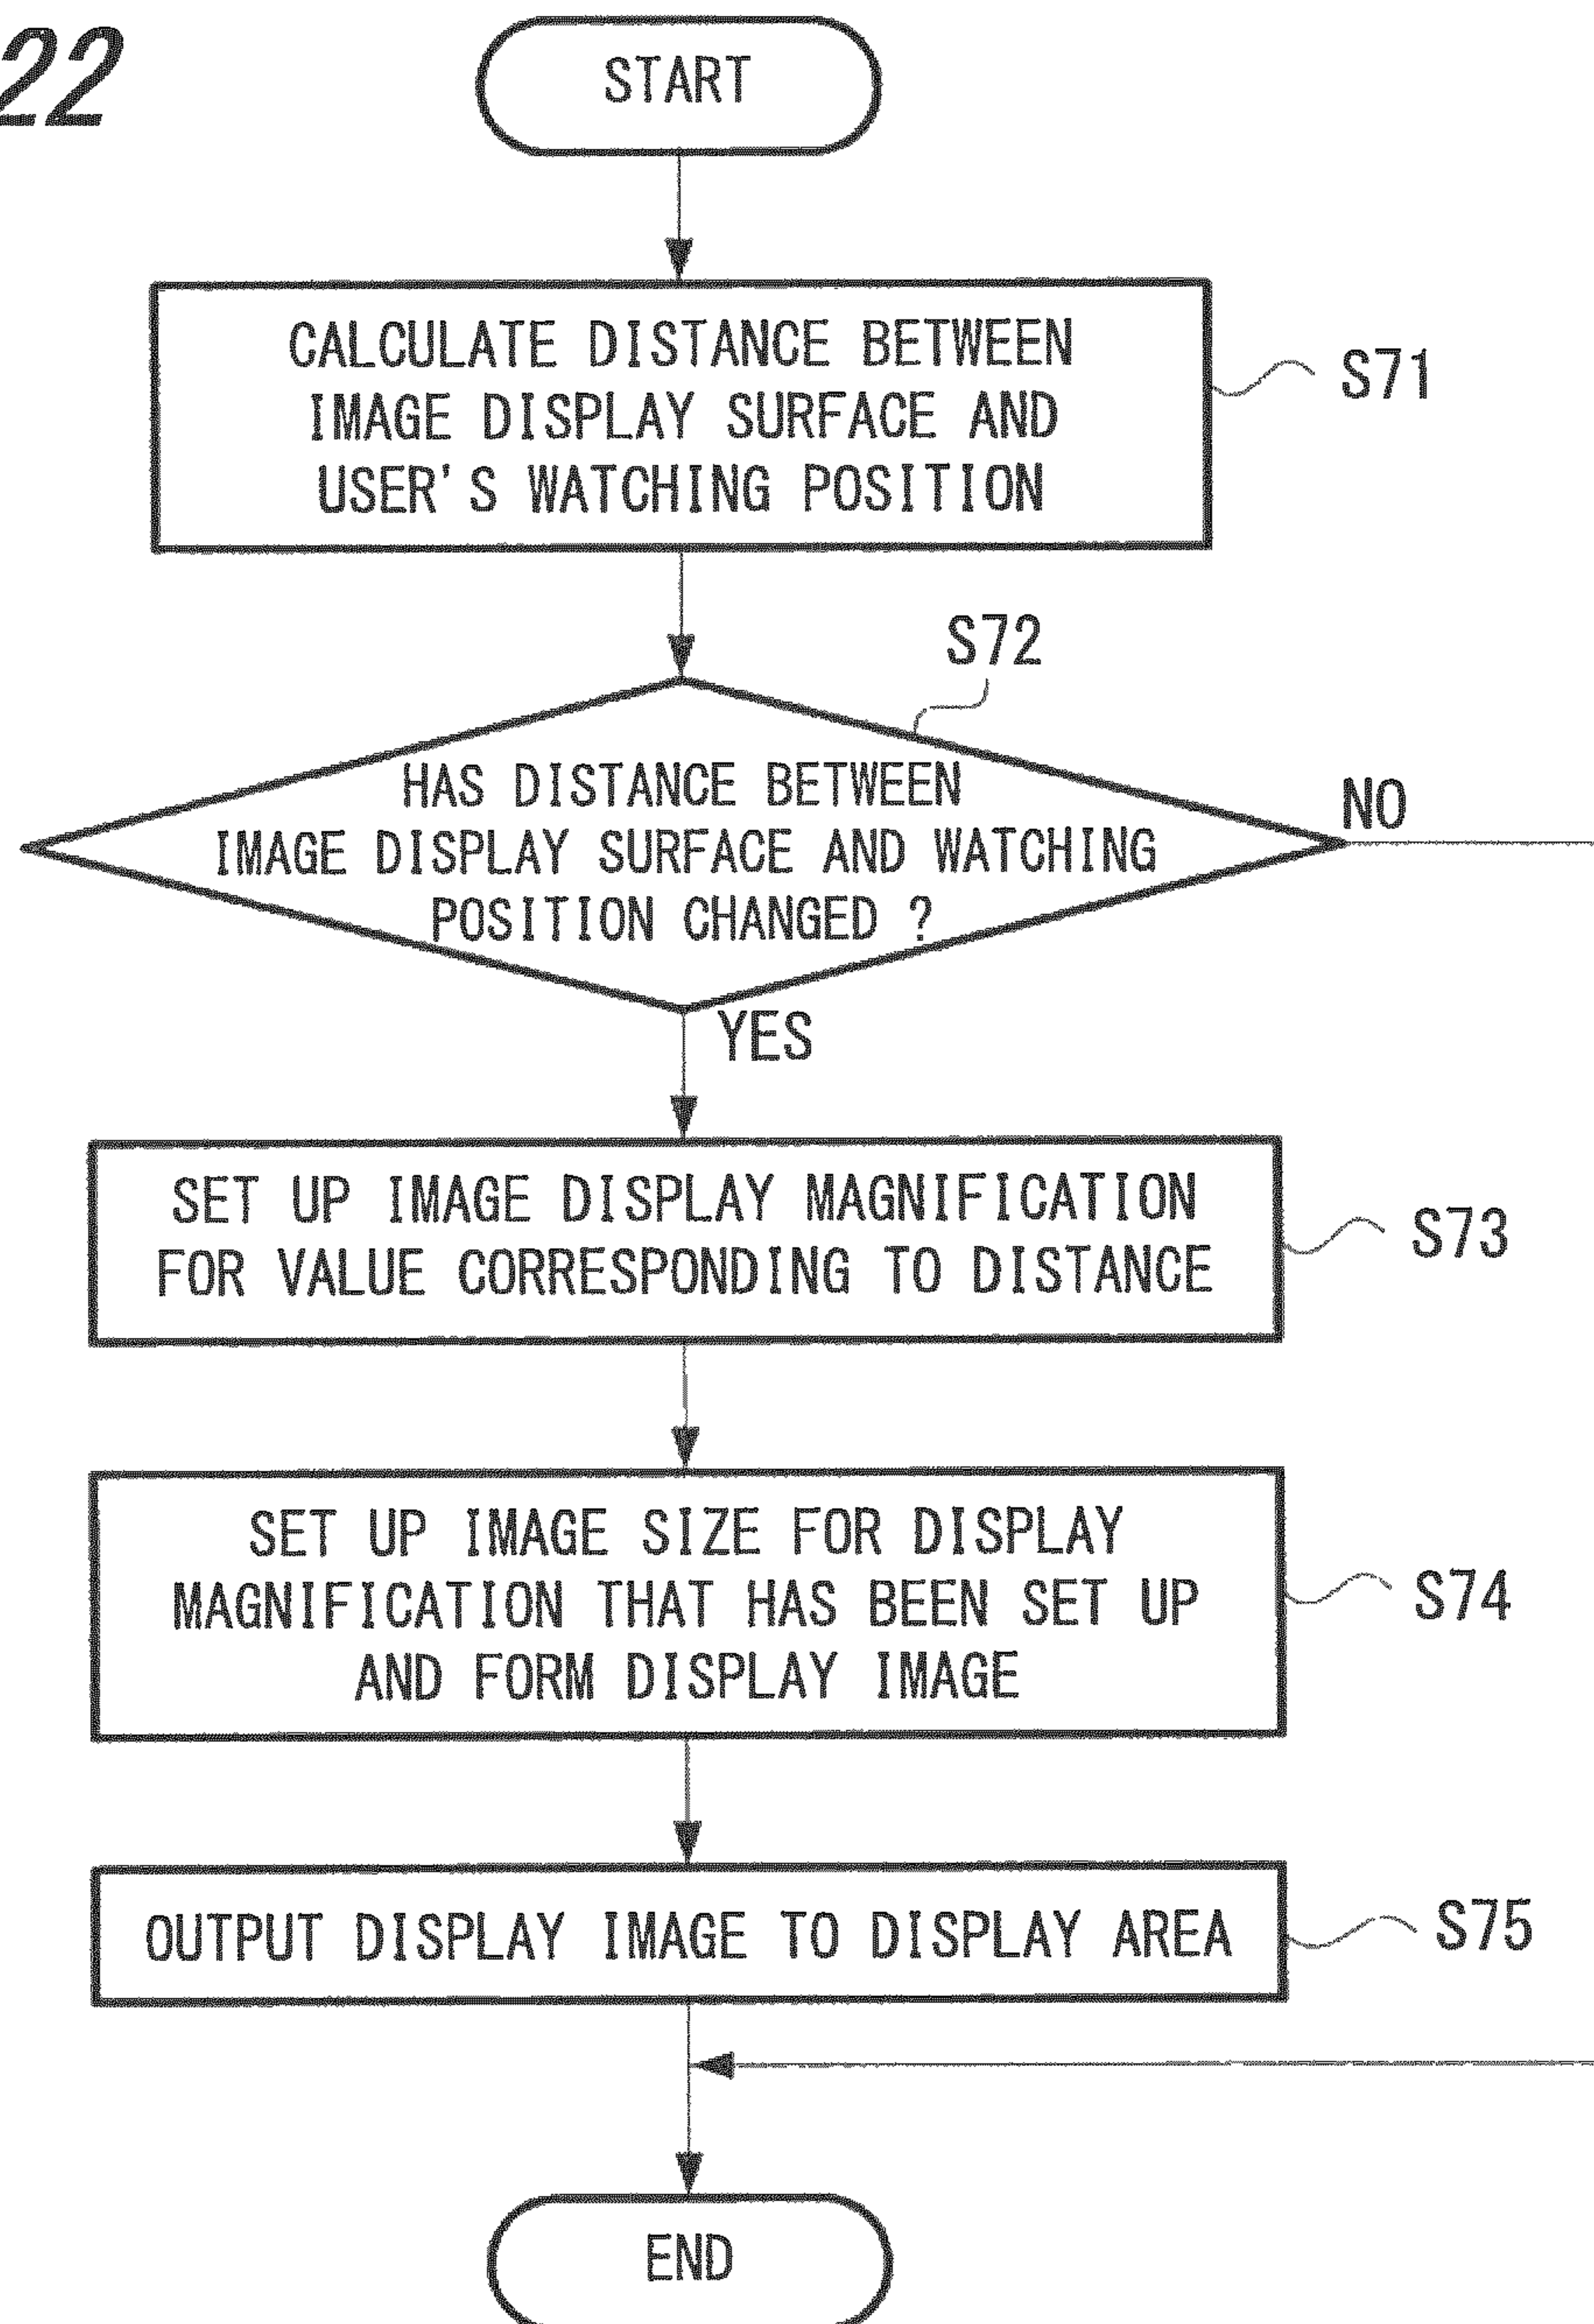 22
START
CALCULATE DISTANCE BETWEEN
IMAGE DISPLAY SURFACE AND
USER'S WATCHING POSITION
S71
S72
HAS DISTANCE BETWEEN
IMAGE DISPLAY SURFACE AND WATCHING
POSITION CHANGED ?
NO
YES
SET UP IMAGE DISPLAY MAGNIFICATION
FOR VALUE CORRESPONDING TO DISTANCE
S73
SET UP IMAGE SIZE FOR DISPLAY
MAGNIFICATION THAT HAS BEEN SET UP
AND FORM DISPLAY IMAGE
S74
OUTPUT DISPLAY IMAGE TO DISPLAY AREA
S75
END